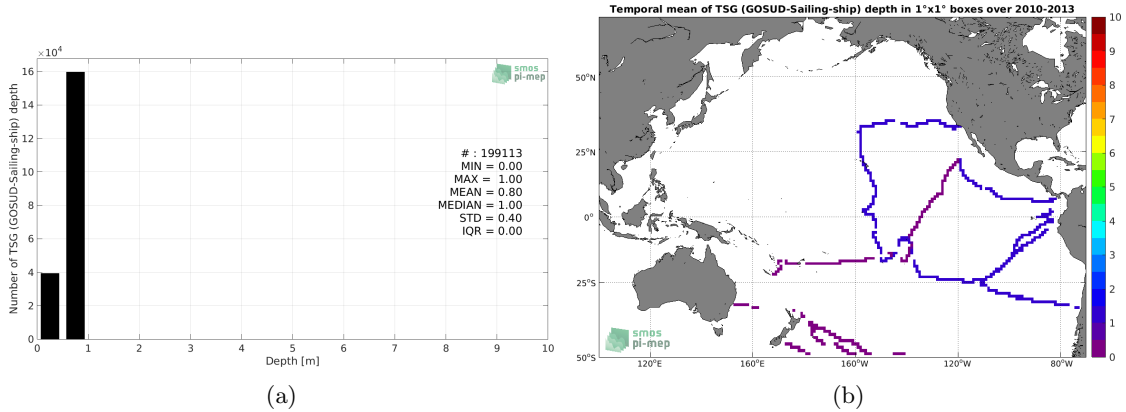 ×10⁴
16
14
12
10
8
6
4
2
0
Number of TSG (GOSUD-Sailing-ship) depth
smos
pi-mep
# : 199113
MIN = 0.00
MAX = 1.00
MEAN = 0.80
MEDIAN = 1.00
STD = 0.40
IQR = 0.00
0 1 2 3 4 5 6 7 8 9 10
Depth [m]
(a)
Temporal mean of TSG (GOSUD-Sailing-ship) depth in 1°x1° boxes over 2010-2013
50°N
25°N
0°
25°S
50°S
120°E 160°E 160°W 120°W 80°W
smos
pi-mep
10
9
8
7
6
5
4
3
2
1
0
(b)